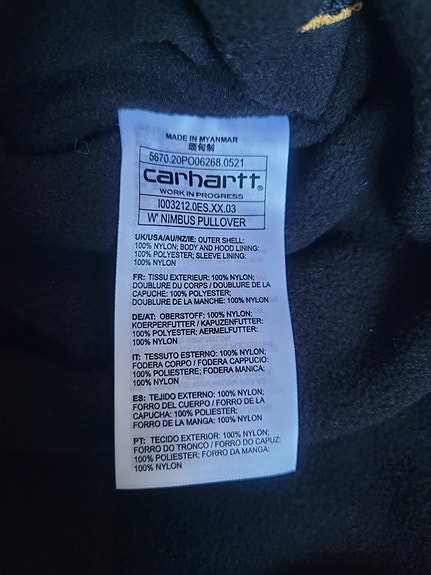 MADE IN MYANMAR
缅甸制
5670.20PO06268.0521
carhartt®
WORK IN PROGRESS
I003212.0ES.XX.03
W' NIMBUS PULLOVER
UK/USA/AU/NZ/IE: OUTER SHELL:
100% NYLON; BODY AND HOOD LINING:
100% POLYESTER; SLEEVE LINING:
100% NYLON
FR: TISSU EXTERIEUR: 100% NYLON;
DOUBLURE DU CORPS / DOUBLURE DE LA
CAPUCHE: 100% POLYESTER;
DOUBLURE DE LA MANCHE: 100% NYLON
DE/AT: OBERSTOFF: 100% NYLON;
KOERPERFUTTER / KAPUZENFUTTER:
100% POLYESTER; AERMELFUTTER:
100% NYLON
IT: TESSUTO ESTERNO: 100% NYLON;
FODERA CORPO / FODERA CAPPUCCIO:
100% POLIESTERE; FODERA MANICA:
100% NYLON
ES: TEJIDO EXTERNO: 100% NYLON;
FORRO DEL CUERPO / FORRO DE LA
CAPUCHA: 100% POLIESTER;
FORRO DE LA MANGA: 100% NYLON
PT: TECIDO EXTERIOR: 100% NYLON;
FORRO DO TRONCO / FORRO DO CAPUZ:
100% POLIESTER; FORRO DA MANGA:
100% NYLON